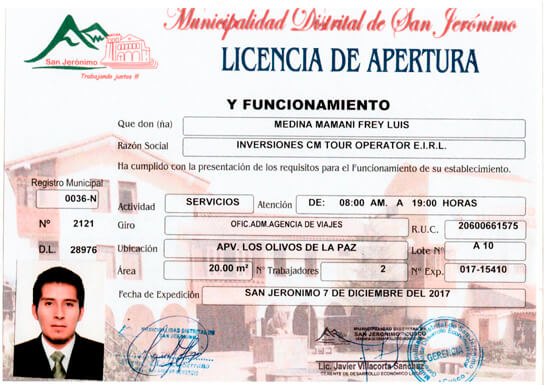 Municipalidad Distrital de San Jerónimo
San Jerónimo
Trabajando juntos !!!
LICENCIA DE APERTURA
Y FUNCIONAMIENTO
Que don (ña) MEDINA MAMANI FREY LUIS
Razón Social INVERSIONES CM TOUR OPERATOR E.I.R.L.
Ha cumplido con la presentación de los requisitos para el Funcionamiento de su establecimiento.
Registro Municipal
0036-N
Actividad SERVICIOS Atención DE: 08:00 AM. A 19:00 HORAS
Nº 2121 Giro OFIC.ADM.AGENCIA DE VIAJES R.U.C. 20600661575
D.L. 28976 Ubicación APV. LOS OLIVOS DE LA PAZ Lote Nº A 10
Área 20.00 m² Nº Trabajadores 2 Nº Exp. 017-15410
Fecha de Expedición SAN JERONIMO 7 DE DICIEMBRE DEL 2017
MUNICIPALIDAD DISTRITAL DE
SAN JERONIMO
MUNICIPALIDAD DISTRITAL DE
SAN JERONIMO CUSCO
Lic. Javier Villacorta Sanchez
GERENTE DE DESARROLLO ECONOMICO
GERENCIA